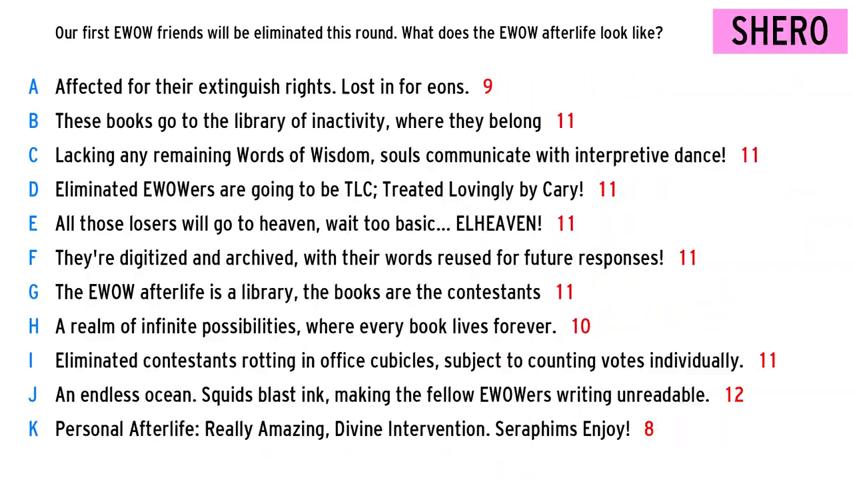 Our first EWOW friends will be eliminated this round. What does the EWOW afterlife look like?
SHERO
A Affected for their extinguish rights. Lost in for eons. 9
B These books go to the library of inactivity, where they belong 11
C Lacking any remaining Words of Wisdom, souls communicate with interpretive dance! 11
D Eliminated EWOWers are going to be TLC; Treated Lovingly by Cary! 11
E All those losers will go to heaven, wait too basic... ELHEAVEN! 11
F They're digitized and archived, with their words reused for future responses! 11
G The EWOW afterlife is a library, the books are the contestants 11
H A realm of infinite possibilities, where every book lives forever. 10
I Eliminated contestants rotting in office cubicles, subject to counting votes individually. 11
J An endless ocean. Squids blast ink, making the fellow EWOWers writing unreadable. 12
K Personal Afterlife: Really Amazing, Divine Intervention. Seraphims Enjoy! 8